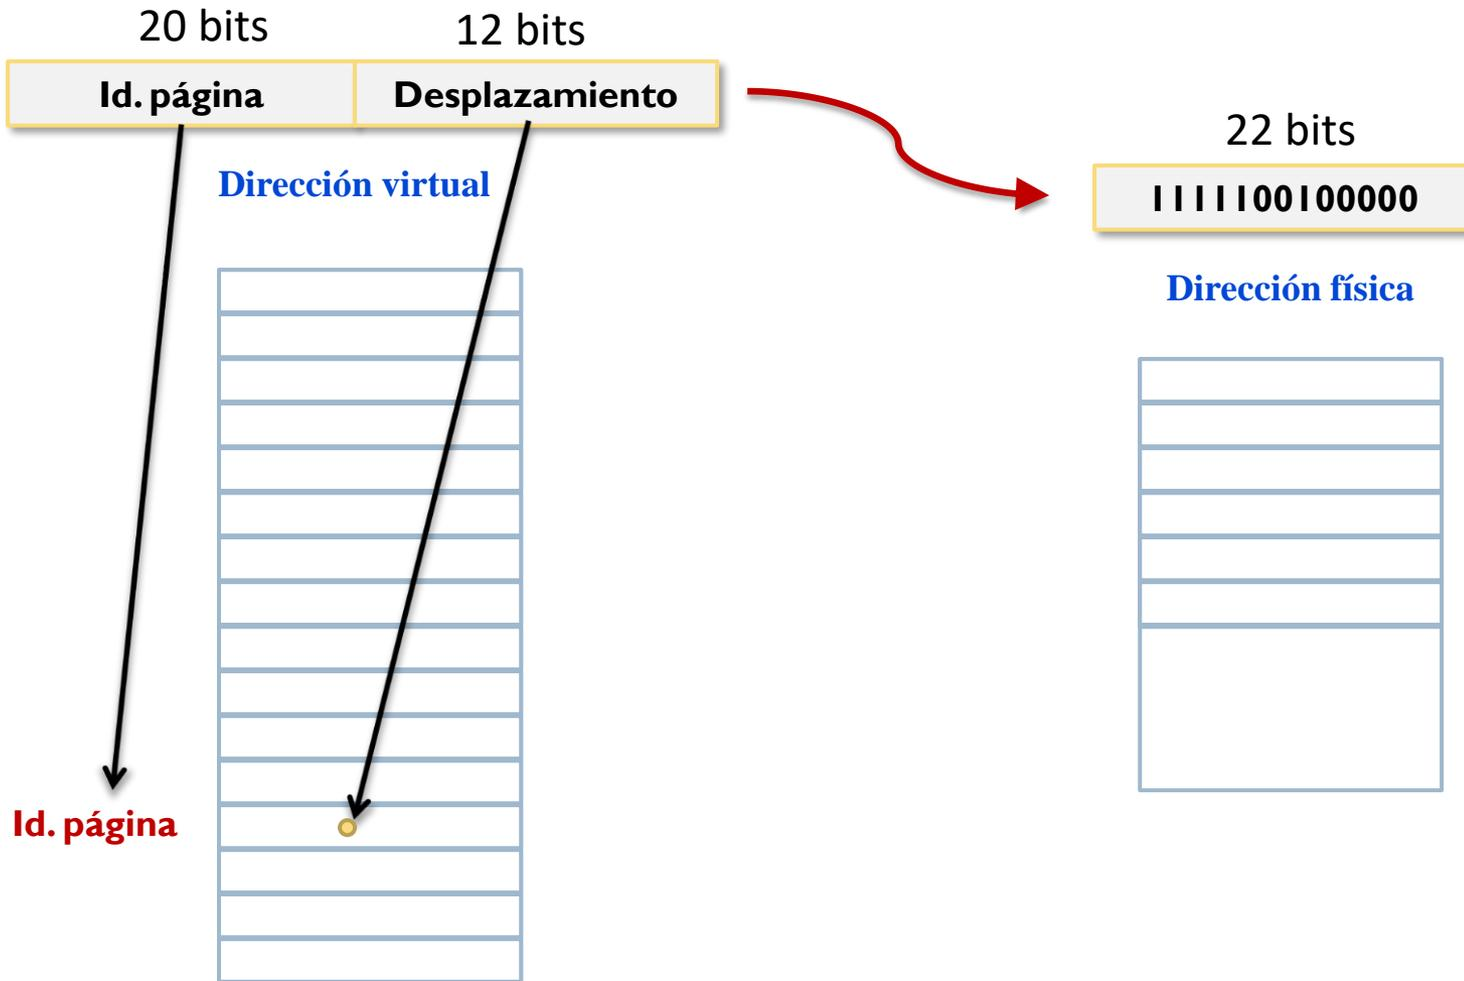 20 bits
12 bits
Id. página
Desplazamiento
22 bits
1111100100000
Dirección virtual
Dirección física
Id. página